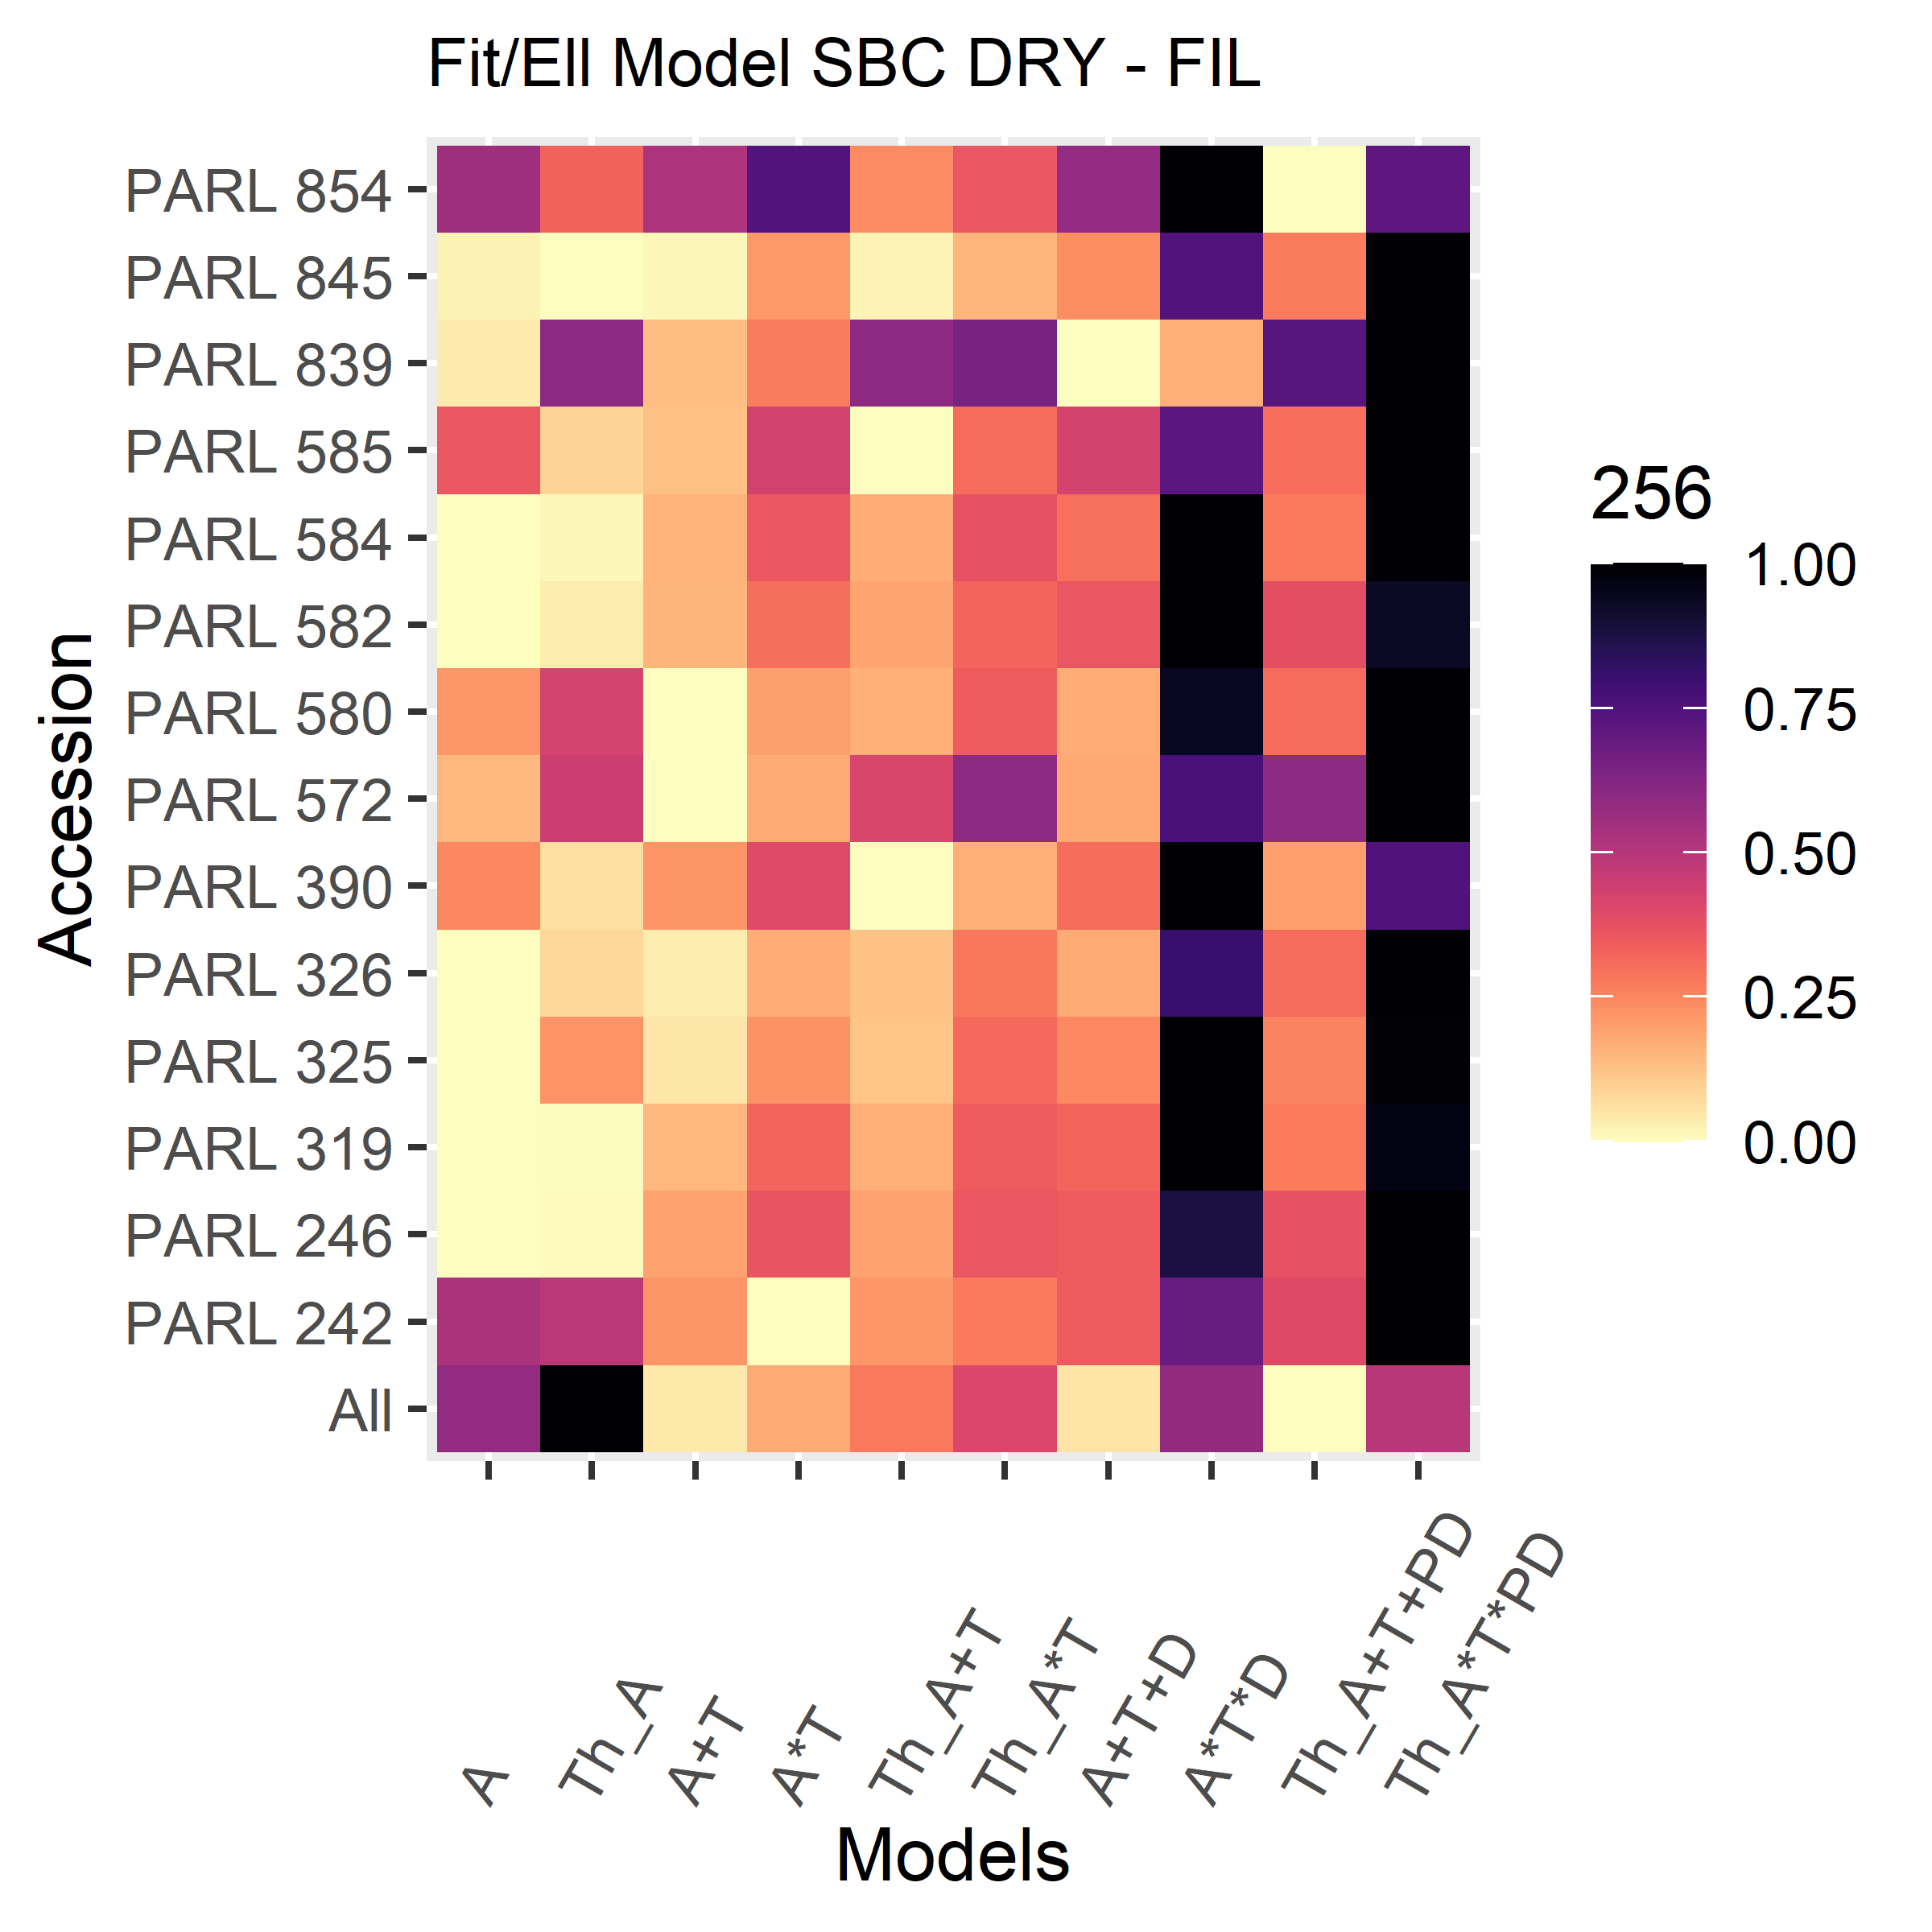 Fit/Ell Model SBC DRY - FIL
Accession
PARL 854
PARL 845
PARL 839
PARL 585
PARL 584
PARL 582
PARL 580
PARL 572
PARL 390
PARL 326
PARL 325
PARL 319
PARL 246
PARL 242
All
A
Th_A
A+T
A*T
Th_A+T
Th_A*T
A+T+D
A*T*D
Th_A+T+PD
Th_A*T*PD
Models
256
1.00
0.75
0.50
0.25
0.00